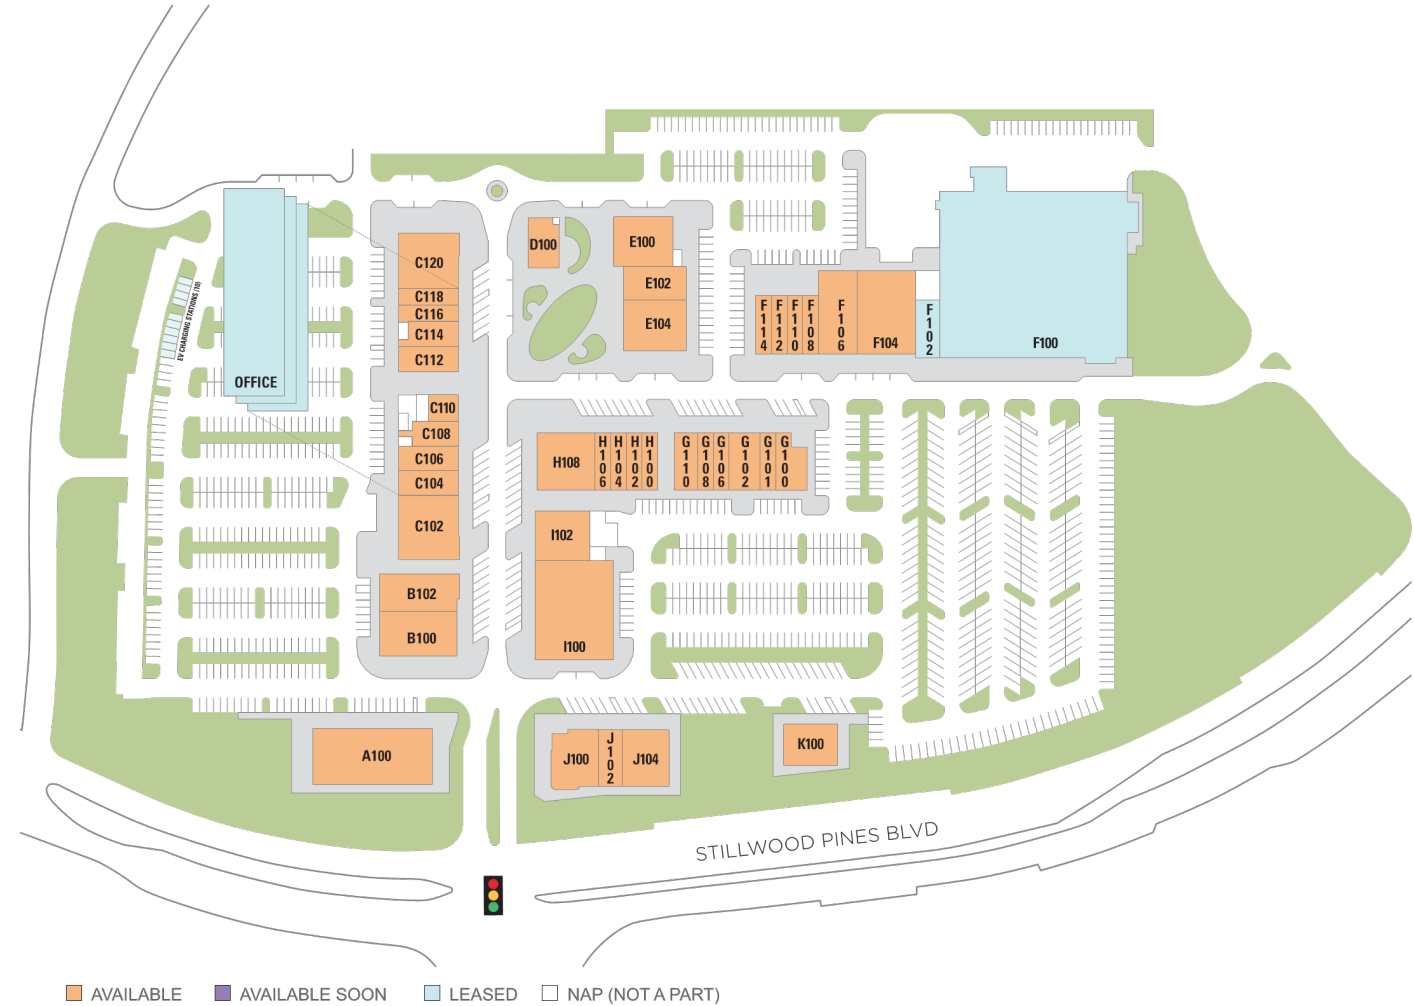 D100
E100
C120
E102
C118
C116
C114
C112
EV CHARGING STATIONS (10)
E104
F114
F112
F110
F108
F106
F104
F102
F100
OFFICE
C110
C108
C106
C104
C102
H108
H106
H104
H102
H100
G110
G108
G106
G102
G101
G100
I102
B102
B100
I100
A100
J100
J102
J104
K100
STILLWOOD PINES BLVD
AVAILABLE
AVAILABLE SOON
LEASED
NAP (NOT A PART)